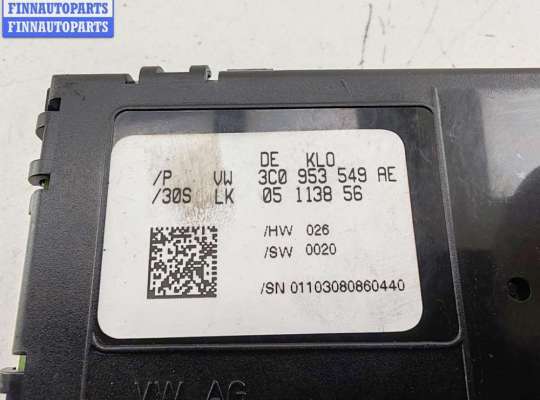 FINNAUTOPARTS
FINNAUTOPARTS
DE KLO
/P VW 3C0 953 549 AE
/30S LK 05 1138 56
/HW 026
/SW 0020
/SN 01103080860440
VW AG